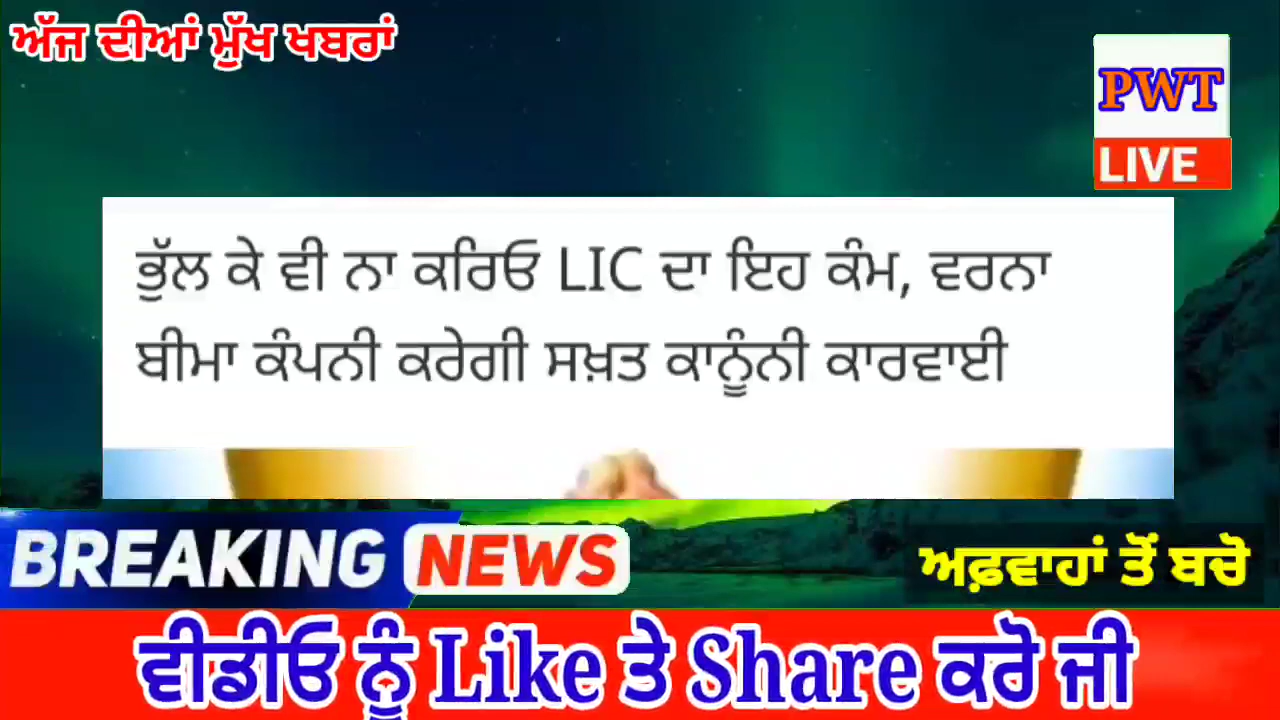 ਅੱਜ ਦੀਆਂ ਮੁੱਖ ਖਬਰਾਂ
PWT
LIVE
ਭੁੱਲ ਕੇ ਵੀ ਨਾ ਕਰਿਓ LIC ਦਾ ਇਹ ਕੰਮ, ਵਰਨਾ
ਬੀਮਾ ਕੰਪਨੀ ਕਰੇਗੀ ਸਖ਼ਤ ਕਾਨੂੰਨੀ ਕਾਰਵਾਈ
BREAKING NEWS
ਅਫ਼ਵਾਹਾਂ ਤੋਂ ਬਚੋ
ਵੀਡੀਓ ਨੂੰ Like ਤੇ Share ਕਰੋ ਜੀ